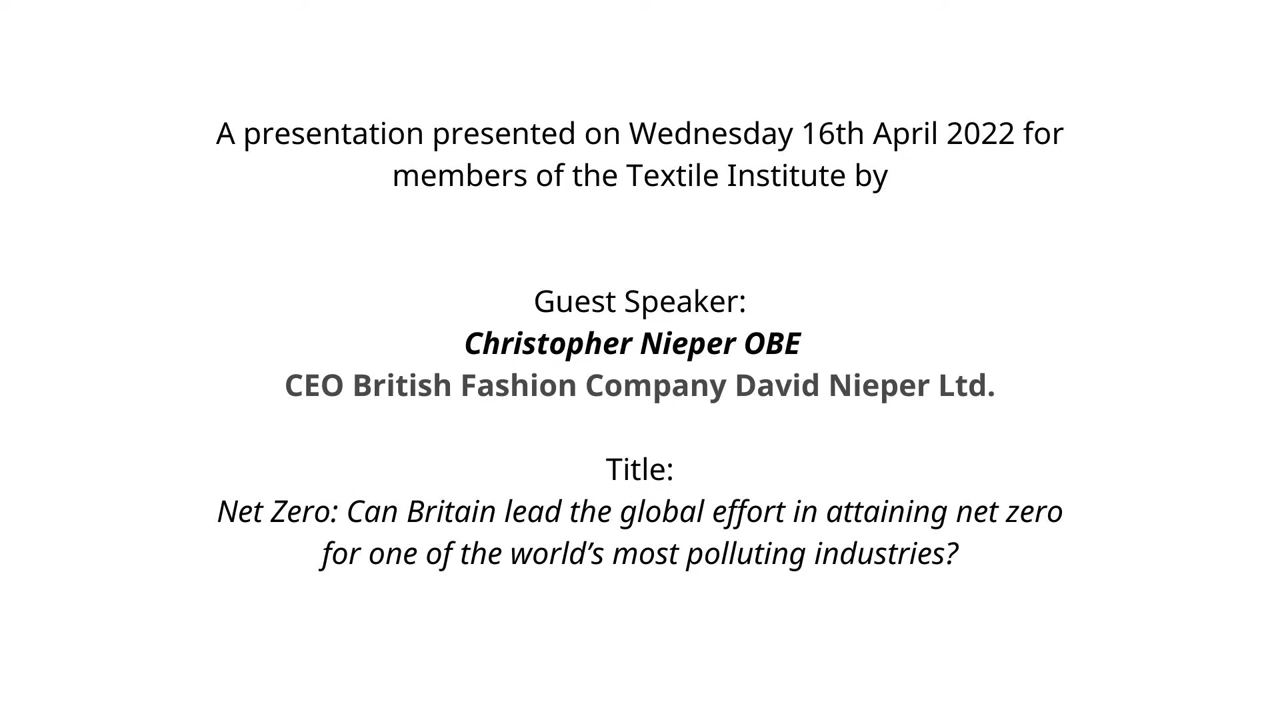 A presentation presented on Wednesday 16th April 2022 for
members of the Textile Institute by
Guest Speaker:
Christopher Nieper OBE
CEO British Fashion Company David Nieper Ltd.
Title:
Net Zero: Can Britain lead the global effort in attaining net zero
for one of the world’s most polluting industries?